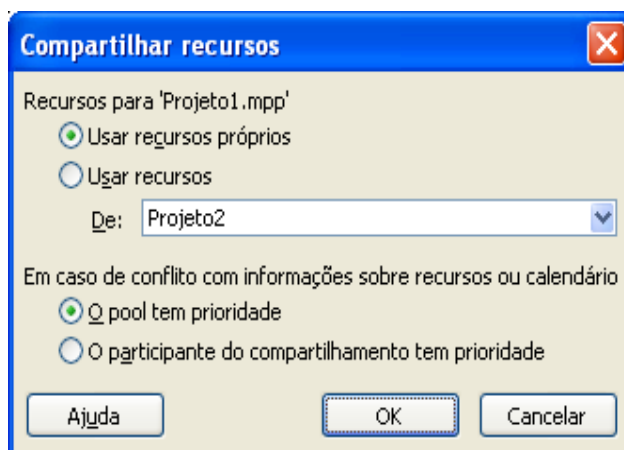 Compartilhar recursos
Recursos para 'Projeto1.mpp'
Usar recursos próprios
Usar recursos
De: Projeto2
Em caso de conflito com informações sobre recursos ou calendário
O pool tem prioridade
O participante do compartilhamento tem prioridade
Ajuda OK Cancelar